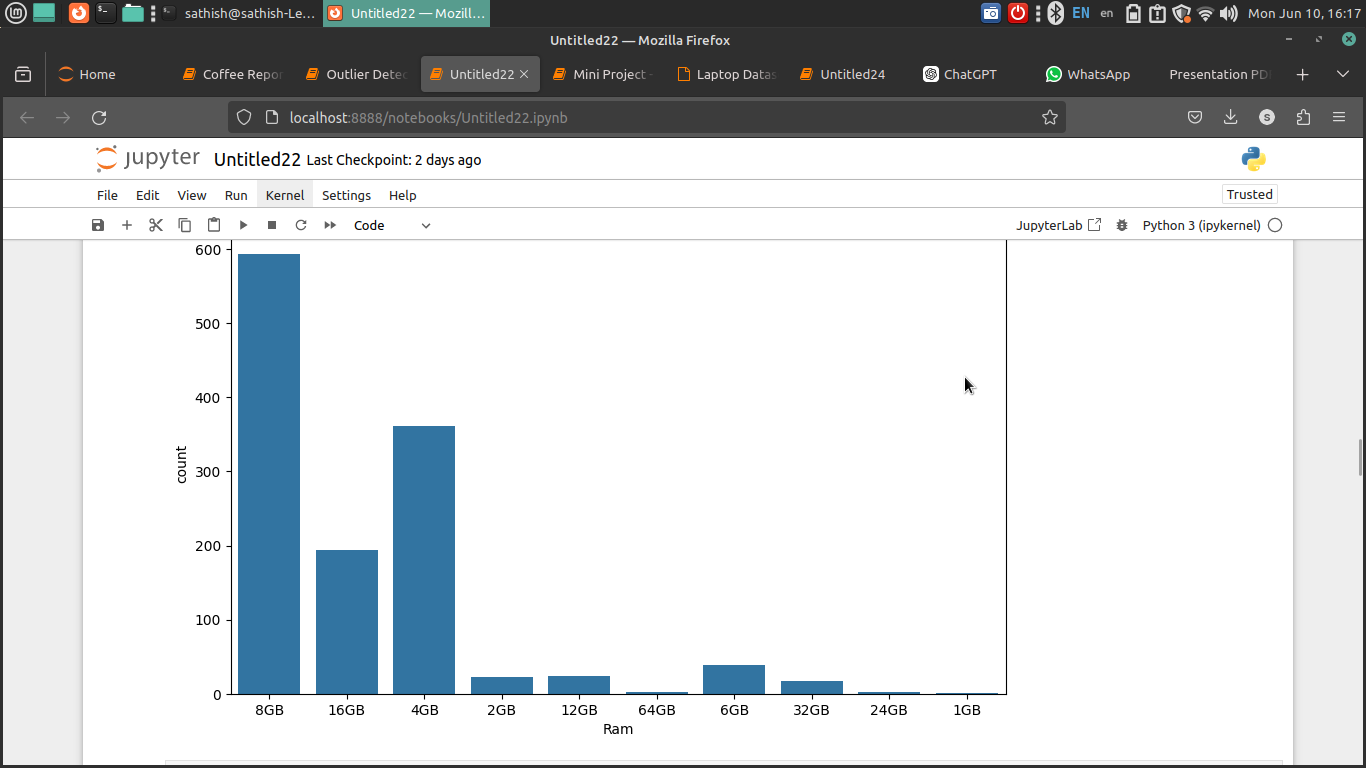 sathish@sathish-Le... Untitled22 — Mozill... EN en Mon Jun 10, 16:17
Untitled22 — Mozilla Firefox
Home Coffee Repor Outlier Detec Untitled22 Mini Project - Laptop Datas Untitled24 ChatGPT WhatsApp Presentation PD
localhost:8888/notebooks/Untitled22.ipynb S
jupyter Untitled22 Last Checkpoint: 2 days ago
File Edit View Run Kernel Settings Help Trusted
Code JupyterLab Python 3 (ipykernel)
600
500
400
300
200
100
0
count
8GB 16GB 4GB 2GB 12GB 64GB 6GB 32GB 24GB 1GB
Ram